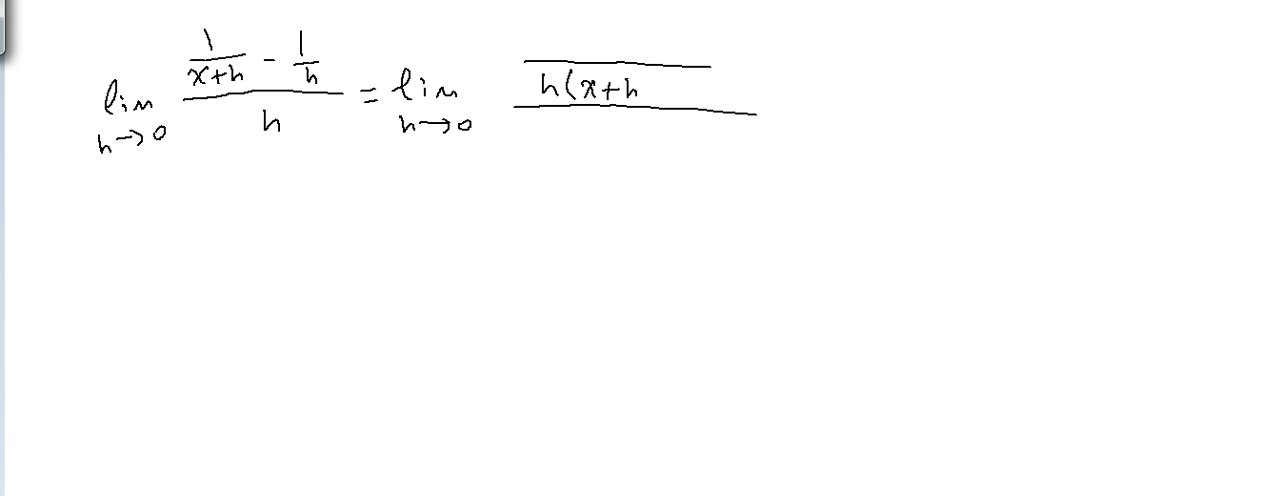 lim h→0 (1/(x+h) - 1/h)/h = lim h→0 /(h(x+h